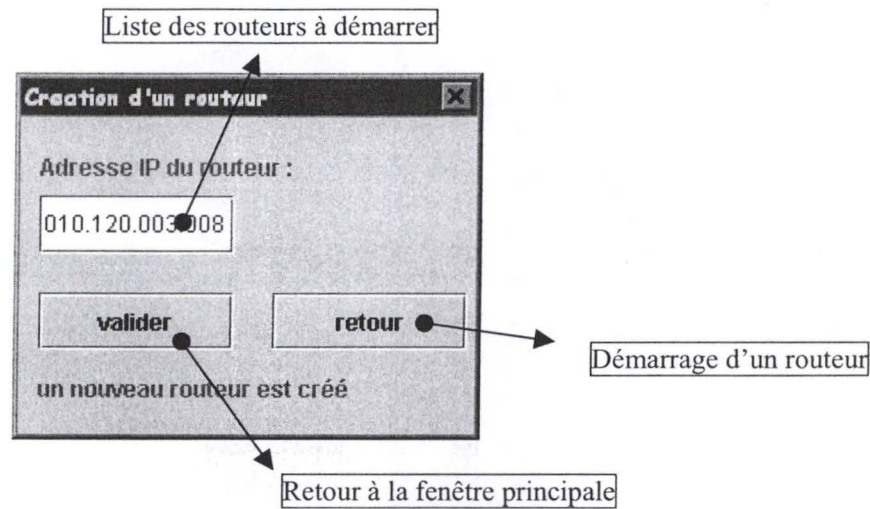 Liste des routeurs à démarrer
Creation d'un routeur
Adresse IP du routeur :
010.120.003.008
valider
retour
Démarrage d'un routeur
un nouveau routeur est créé
Retour à la fenêtre principale